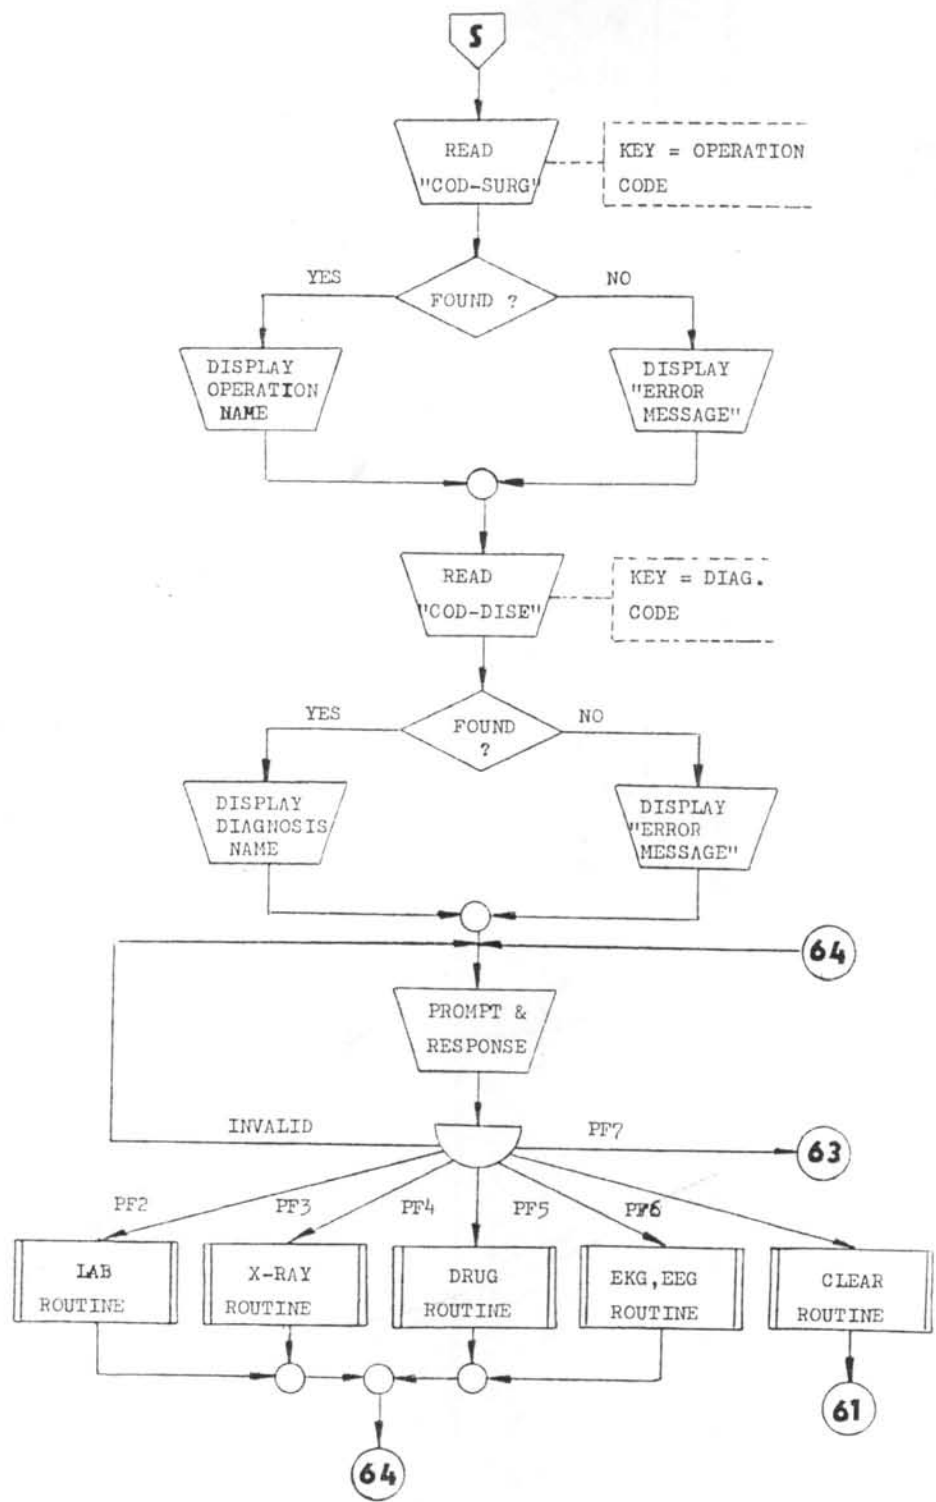 S
READ
"COD-SURG"
KEY = OPERATION
CODE
YES
NO
FOUND ?
DISPLAY
OPERATION
NAME
DISPLAY
"ERROR
MESSAGE"
READ
"COD-DISE"
KEY = DIAG.
CODE
YES
NO
FOUND
?
DISPLAY
DIAGNOSIS
NAME
DISPLAY
"ERROR
MESSAGE"
64
PROMPT &
RESPONSE
INVALID
PF7
63
PF2
PF3
PF4
PF5
PF6
LAB
ROUTINE
X-RAY
ROUTINE
DRUG
ROUTINE
EKG,EEG
ROUTINE
CLEAR
ROUTINE
61
64